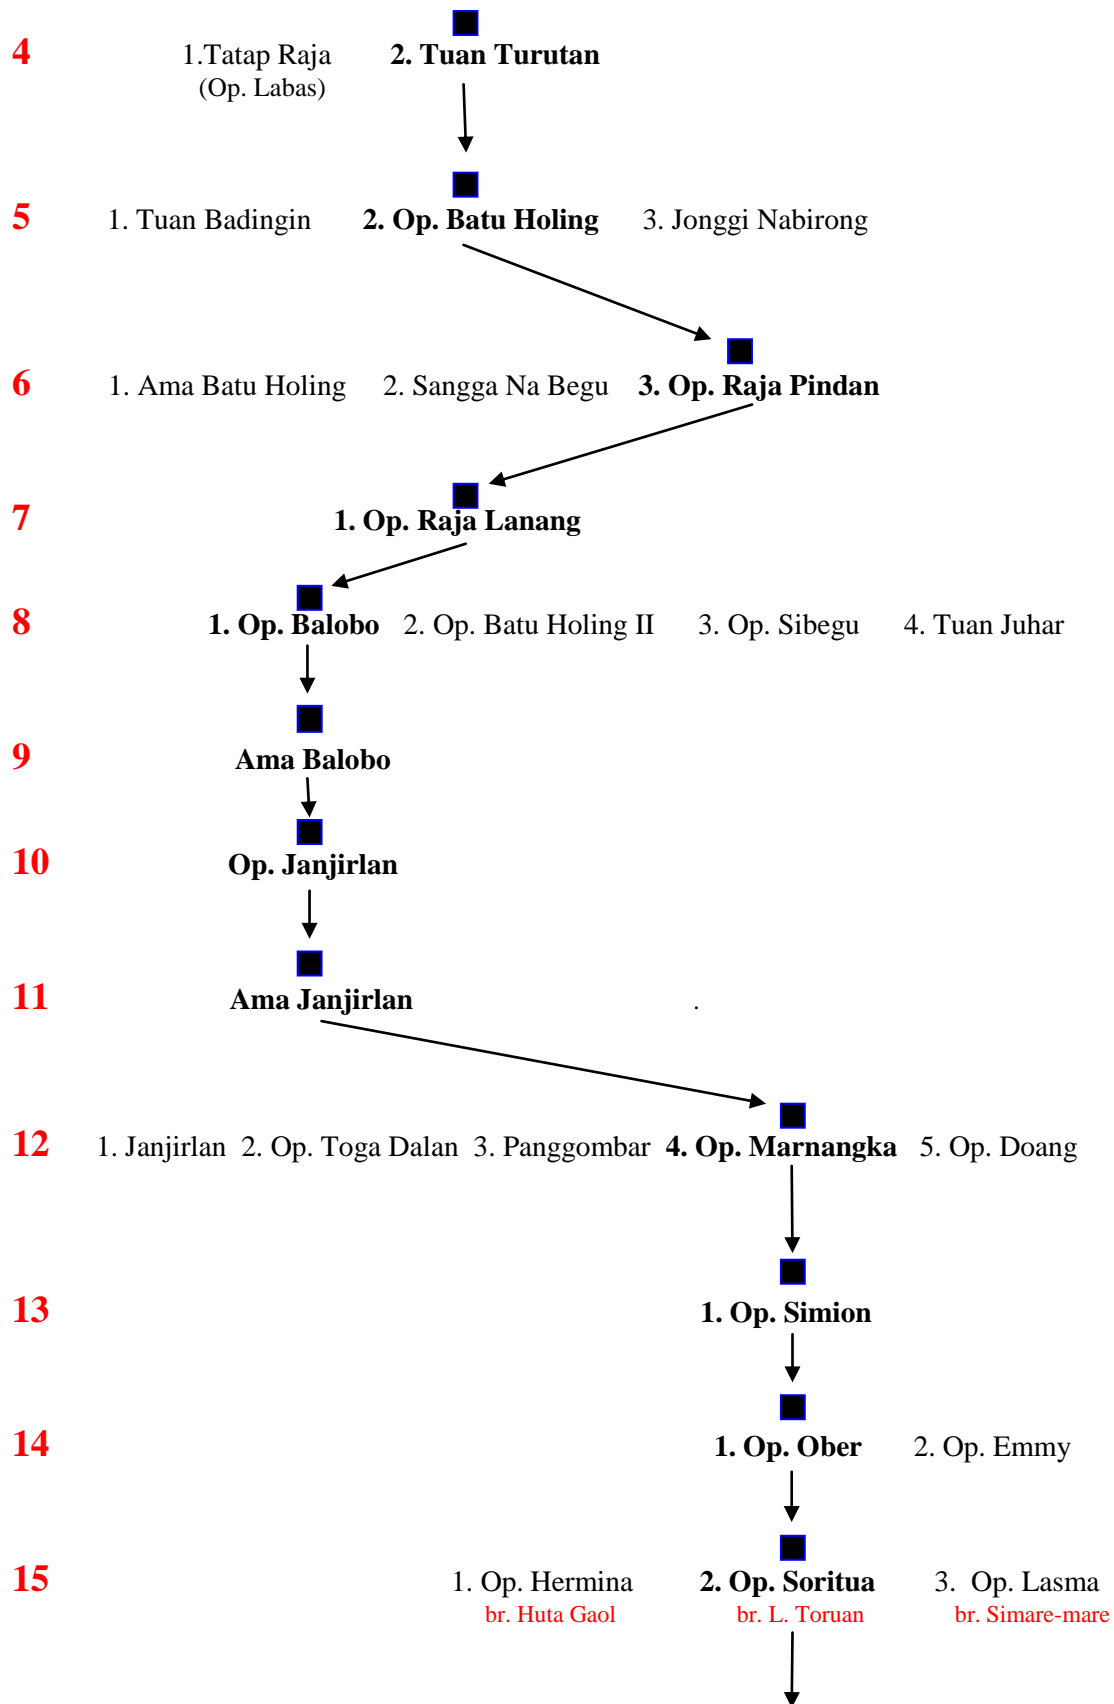 4 1.Tatap Raja 2. Tuan Turutan
(Op. Labas)
5 1. Tuan Badingin 2. Op. Batu Holing 3. Jonggi Nabirong
6 1. Ama Batu Holing 2. Sangga Na Begu 3. Op. Raja Pindan
7 1. Op. Raja Lanang
8 1. Op. Balobo 2. Op. Batu Holing II 3. Op. Sibegu 4. Tuan Juhar
9 Ama Balobo
10 Op. Janjirlan
11 Ama Janjirlan .
12 1. Janjirlan 2. Op. Toga Dalan 3. Panggombar 4. Op. Marnangka 5. Op. Doang
13 1. Op. Simion
14 1. Op. Ober 2. Op. Emmy
15 1. Op. Hermina 2. Op. Soritua 3. Op. Lasma
br. Huta Gaol br. L. Toruan br. Simare-mare